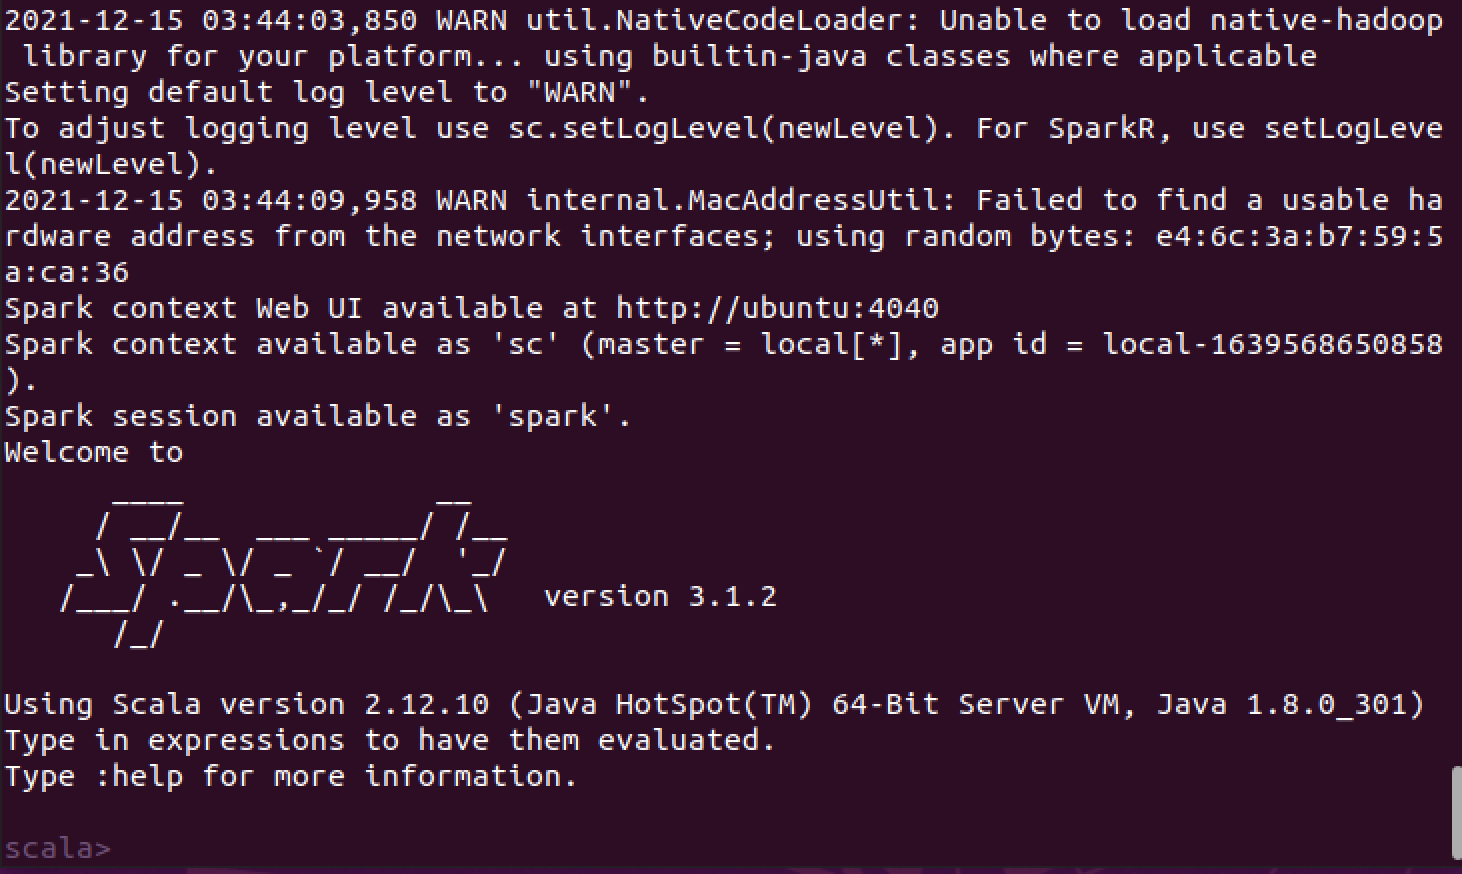 2021-12-15 03:44:03,850 WARN util.NativeCodeLoader: Unable to load native-hadoop
 library for your platform... using builtin-java classes where applicable
Setting default log level to "WARN".
To adjust logging level use sc.setLogLevel(newLevel). For SparkR, use setLogLeve
l(newLevel).
2021-12-15 03:44:09,958 WARN internal.MacAddressUtil: Failed to find a usable ha
rdware address from the network interfaces; using random bytes: e4:6c:3a:b7:59:5
a:ca:36
Spark context Web UI available at http://ubuntu:4040
Spark context available as 'sc' (master = local[*], app id = local-1639568650858
).
Spark session available as 'spark'.
Welcome to
      ____              __
     / __/__  ___ _____/ /__
    _\ \/ _ \/ _ `/ __/  '_/
   /___/ .__/\_,_/_/ /_/\_\   version 3.1.2
      /_/

Using Scala version 2.12.10 (Java HotSpot(TM) 64-Bit Server VM, Java 1.8.0_301)
Type in expressions to have them evaluated.
Type :help for more information.

scala>